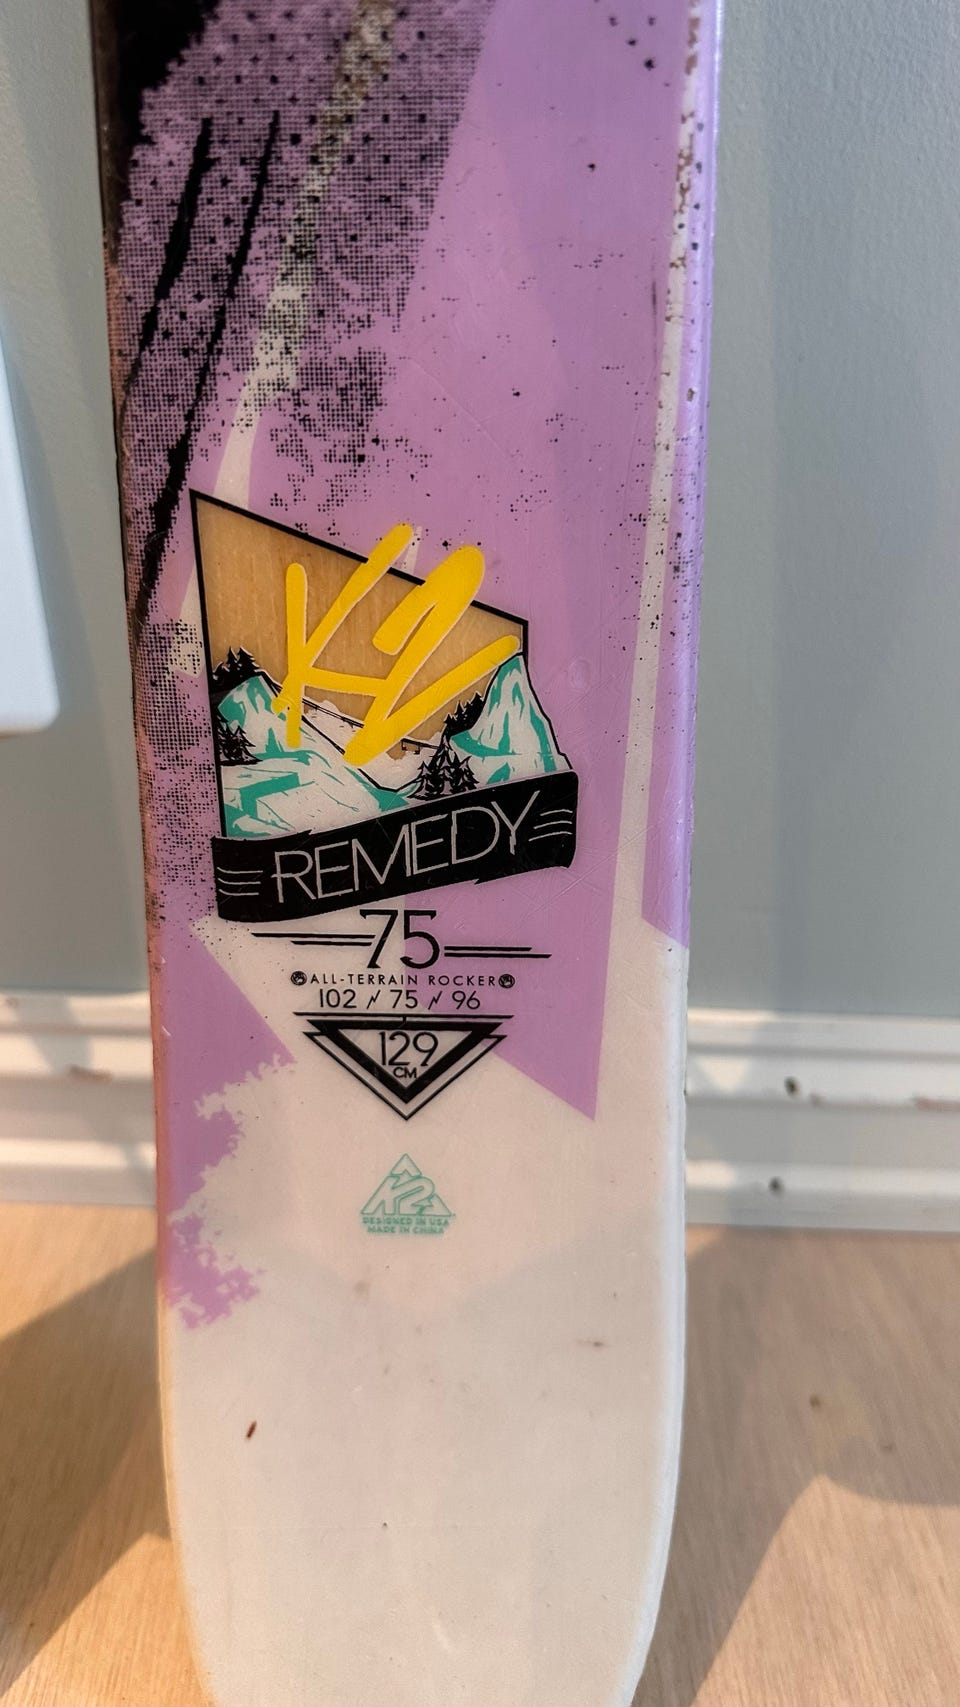 K2
REMEDY
75
ALL-TERRAIN ROCKER
102 / 75 / 96
129
CM
K2
DESIGNED IN USA
MADE IN CHINA